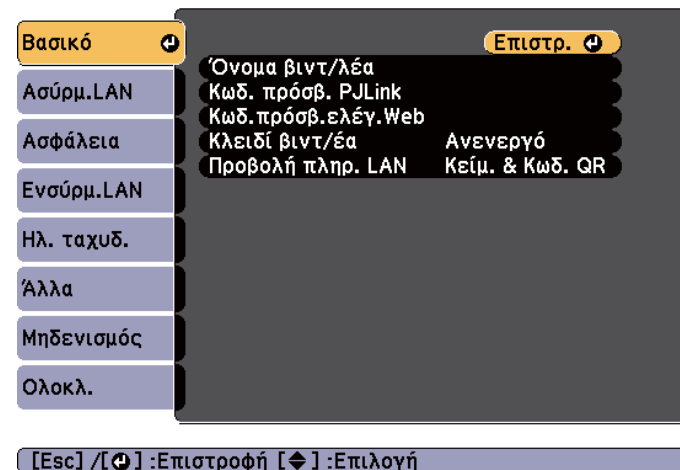 Βασικό
Επιστρ.
Όνομα βιντ/λέα
Κωδ. πρόσβ. PJLink
Κωδ.πρόσβ.ελέγ.Web
Κλειδί βιντ/έα Ανενεργό
Προβολή πληρ. LAN Κείμ. & Κωδ. QR
Ασύρμ.LAN
Ασφάλεια
Ενσύρμ.LAN
Ηλ. ταχυδ.
Άλλα
Μηδενισμός
Ολοκλ.
[Esc] /[⏎] :Επιστροφή [◆] :Επιλογή